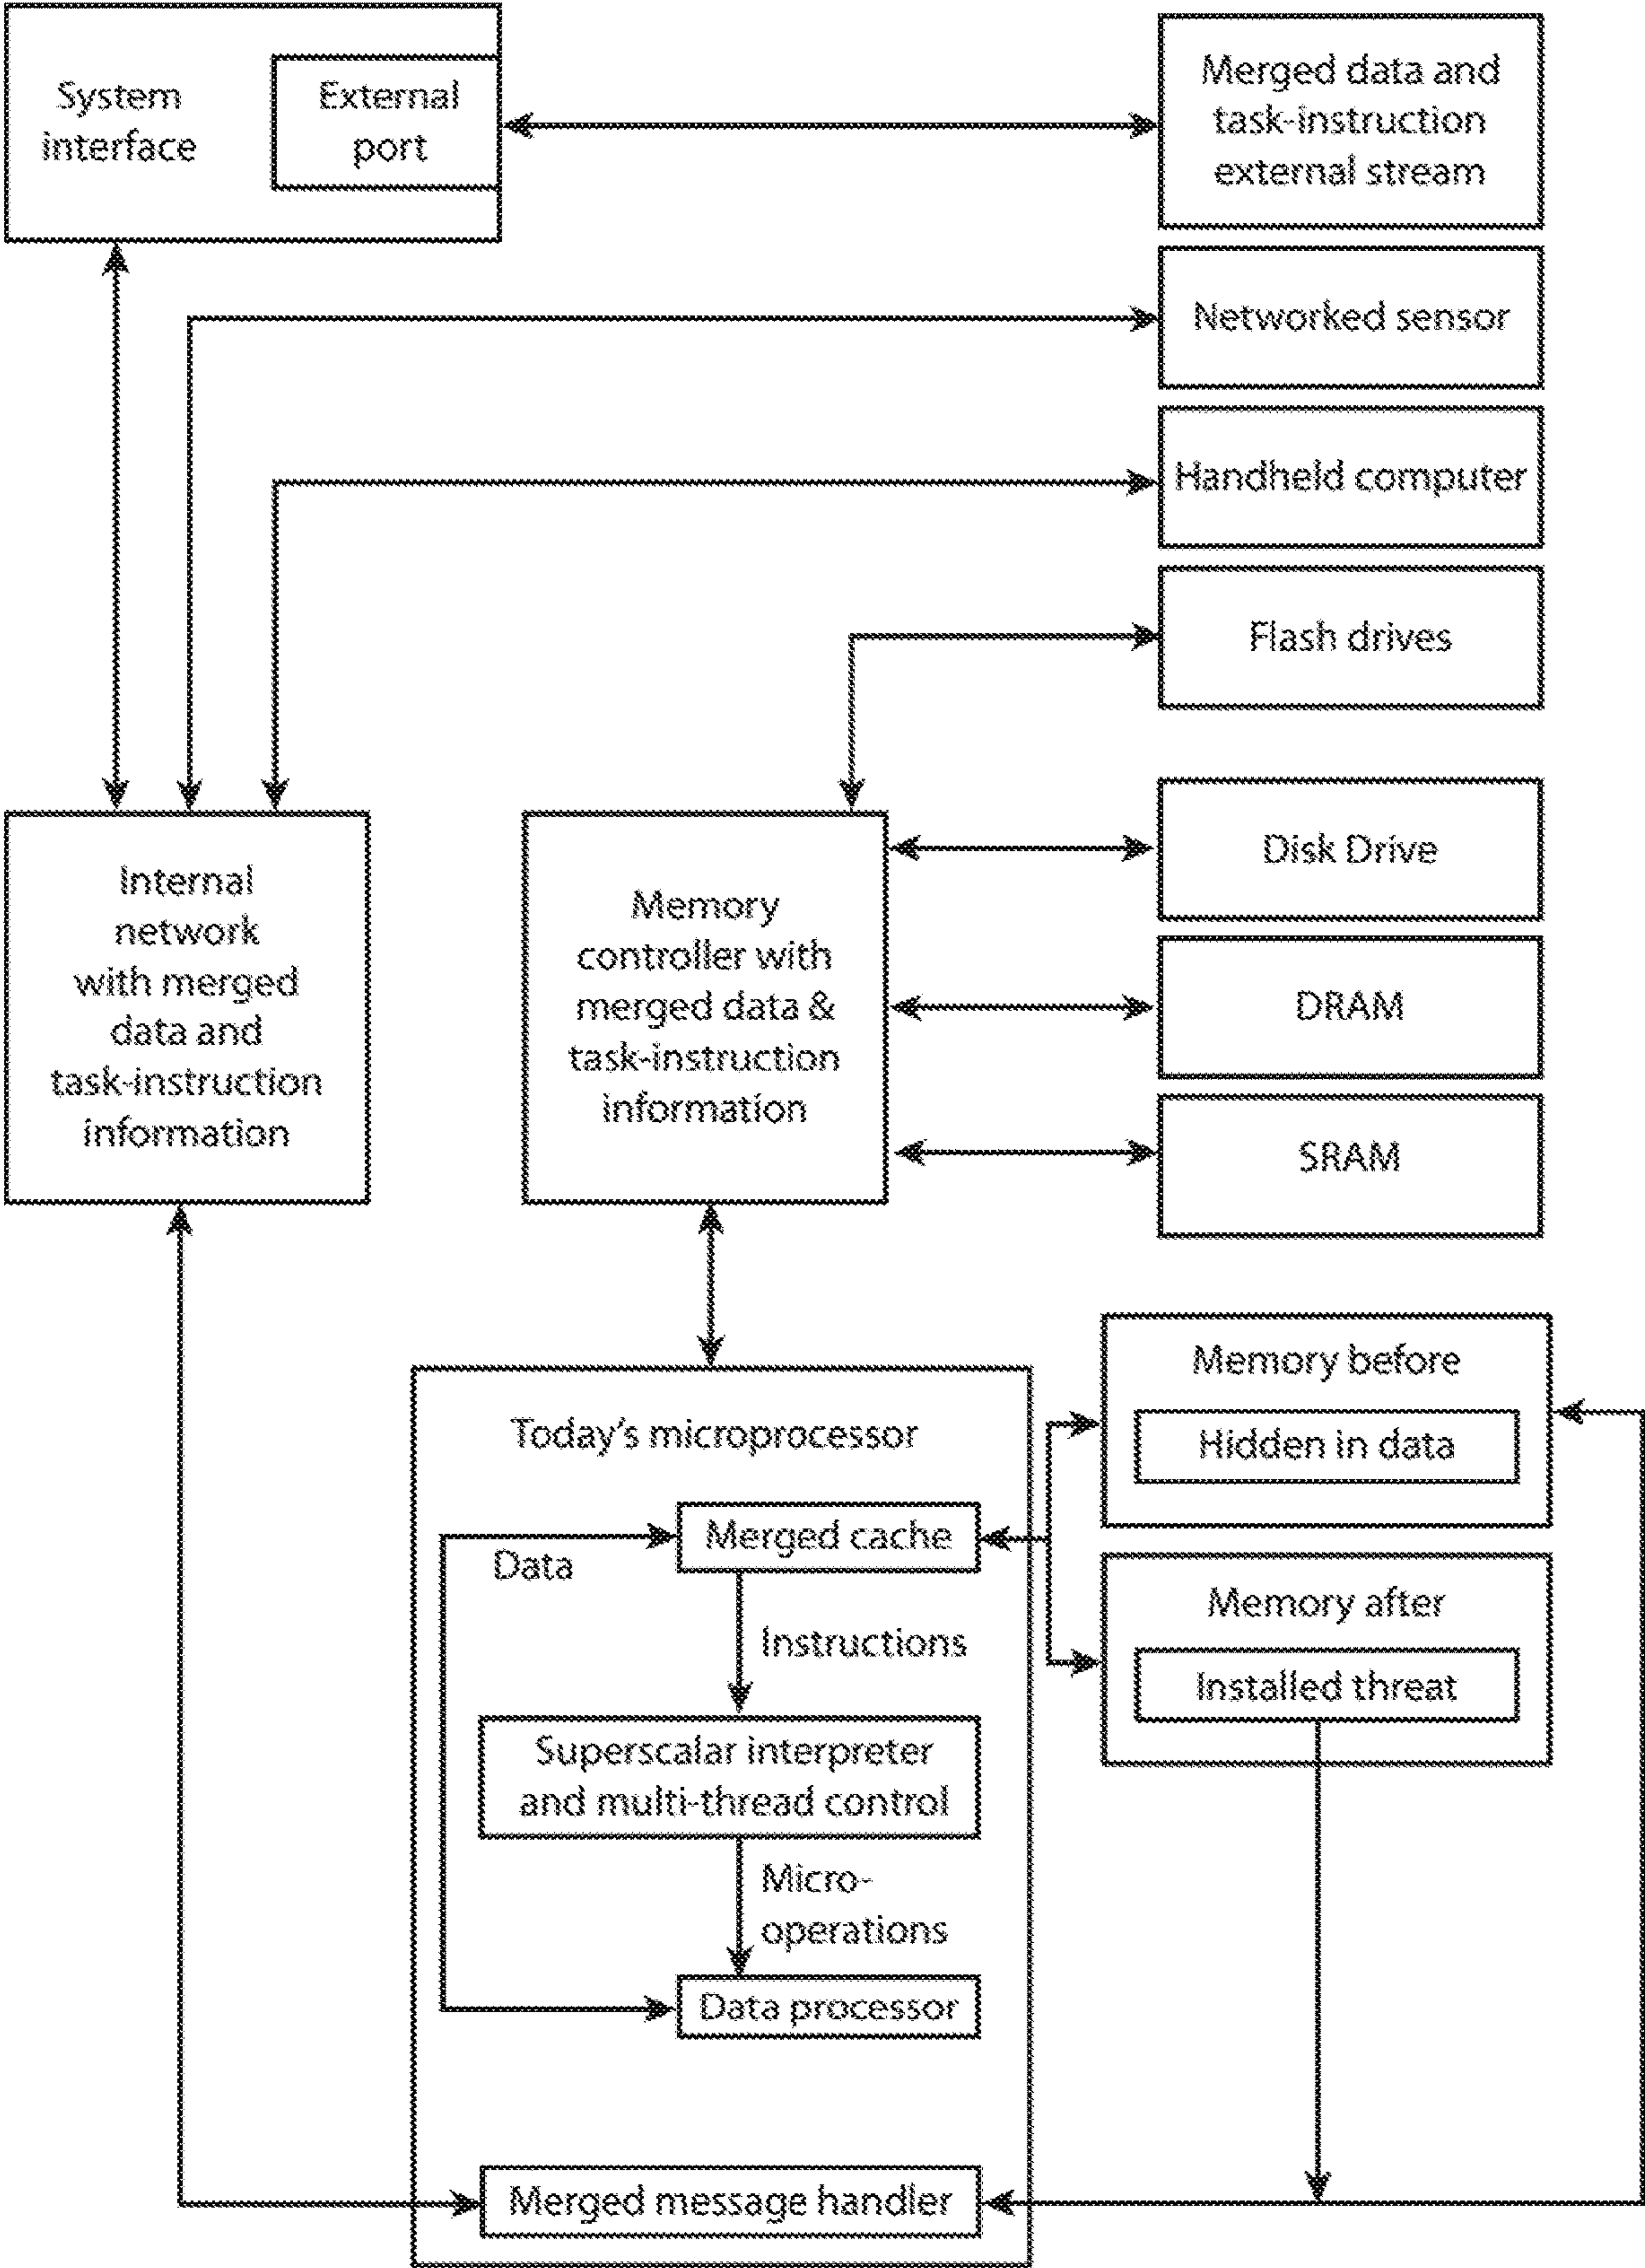 System
interface
External
port
Merged data and
task-instruction
external stream
Networked sensor
Handheld computer
Flash drives
Internal
network
with merged
data and
task-instruction
information
Memory
controller with
merged data &
task-instruction
information
Disk Drive
DRAM
SRAM
Today's microprocessor
Merged cache
Data
Instructions
Superscalar interpreter
and multi-thread control
Micro-
operations
Data processor
Merged message handler
Memory before
Hidden in data
Memory after
Installed threat